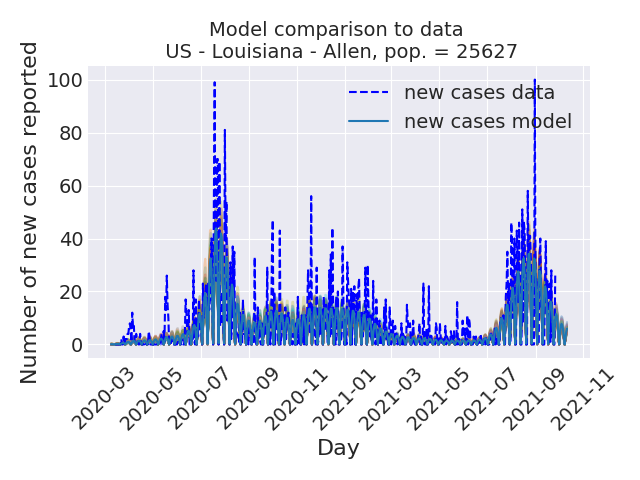 Model comparison to data
US - Louisiana - Allen, pop. = 25627
Number of new cases reported
100
80
60
40
20
0
new cases data
new cases model
2020-03
2020-05
2020-07
2020-09
2020-11
2021-01
2021-03
2021-05
2021-07
2021-09
2021-11
Day